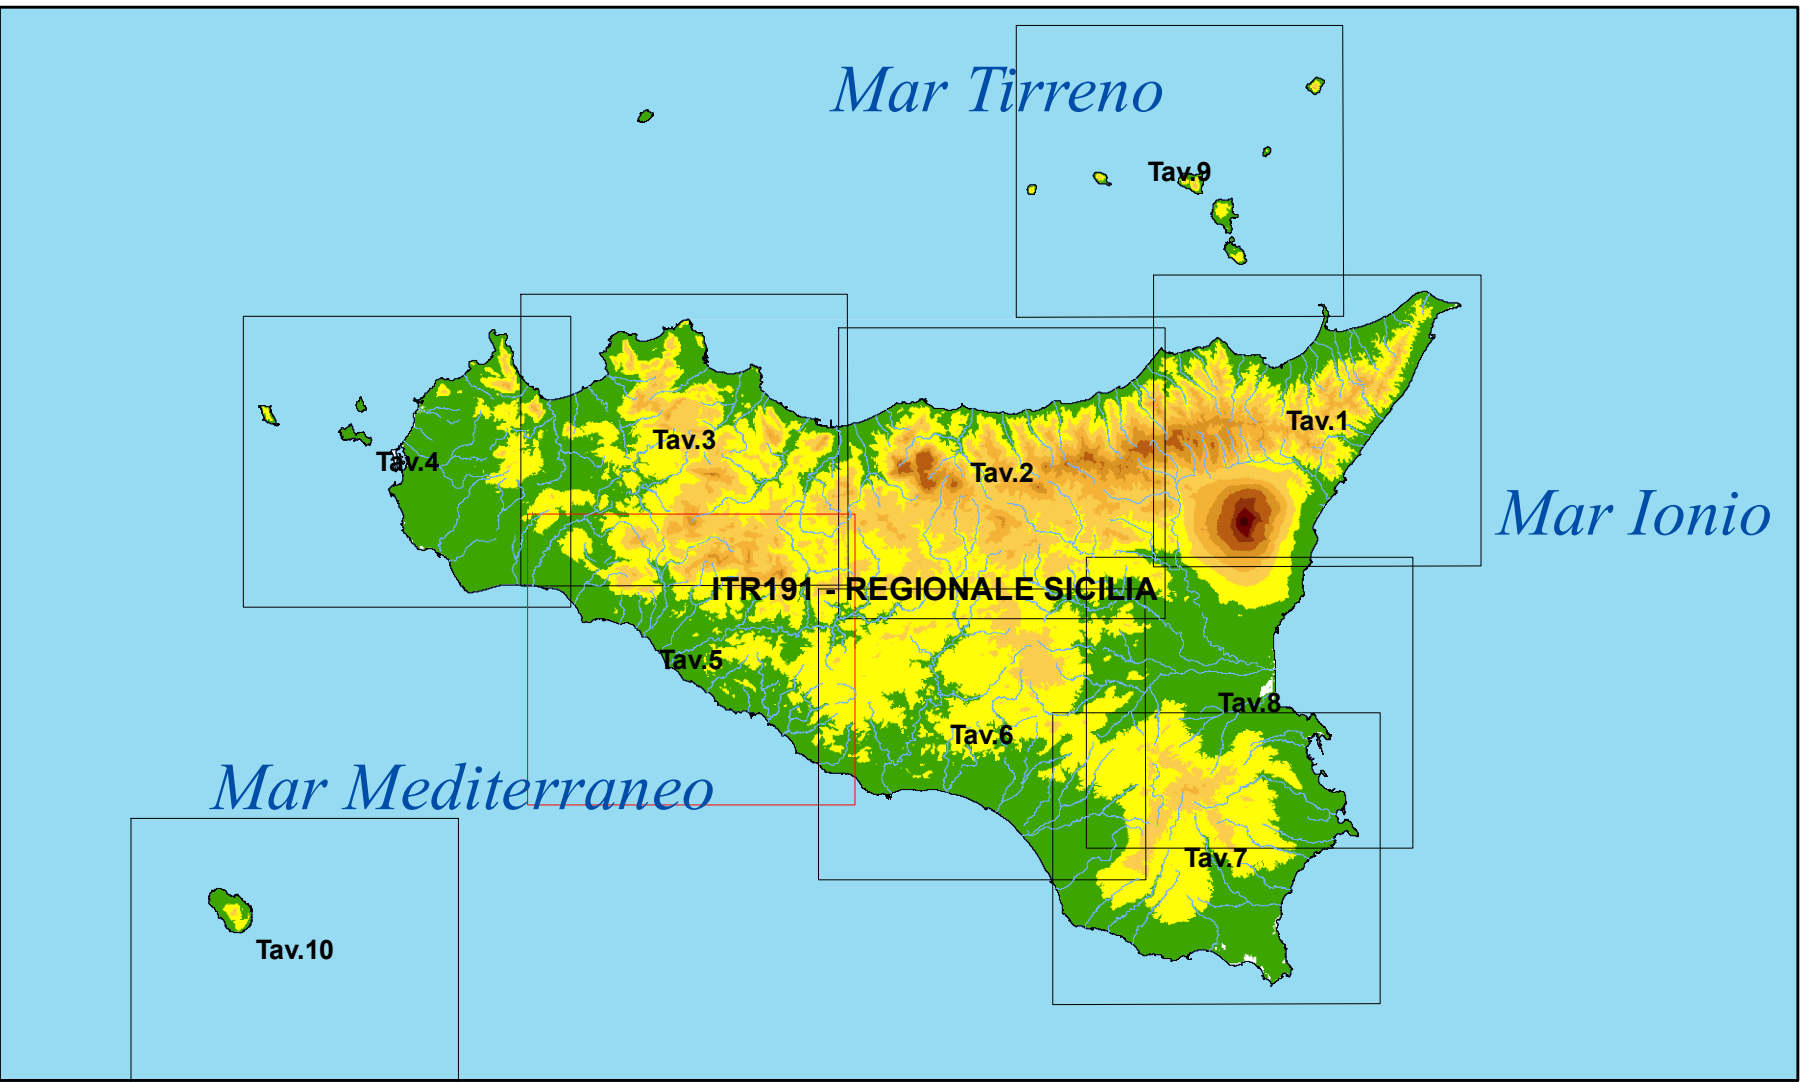 Mar Tirreno
Tav.9
Tav.1
Tav.3
Tav.4
Tav.2
Mar Ionio
ITR191 - REGIONALE SICILIA
Tav.5
Tav.8
Tav.6
Mar Mediterraneo
Tav.7
Tav.10